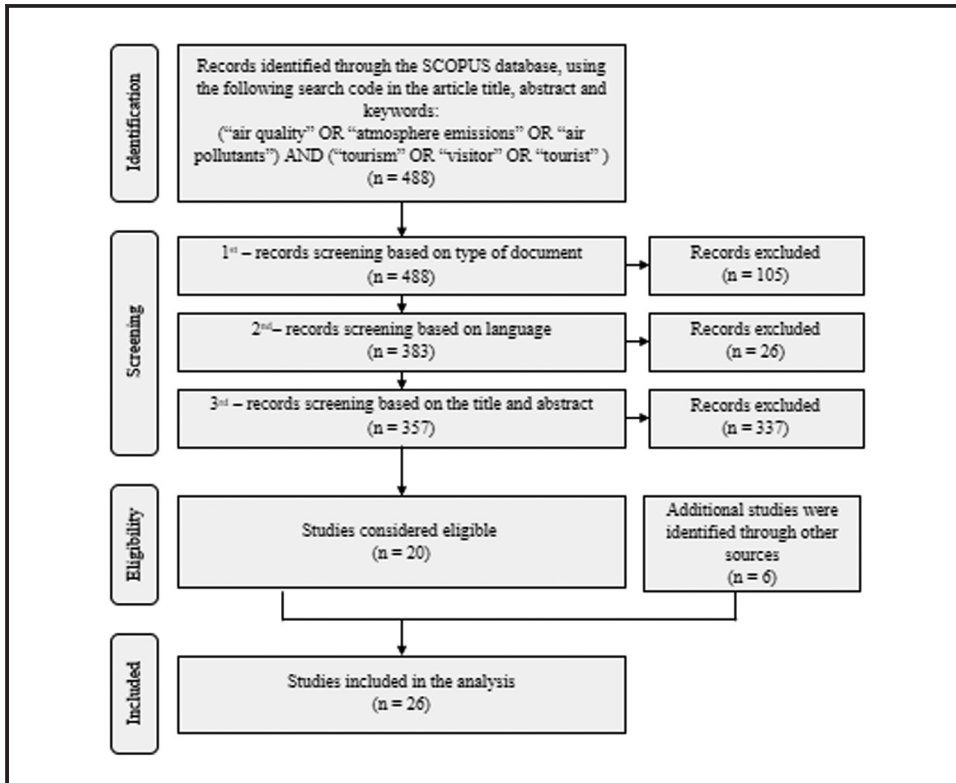 Identification
Records identified through the SCOPUS database, using
the following search code in the article title, abstract and
keywords:
(“air quality” OR “atmosphere emissions” OR “air
pollutants”) AND (“tourism” OR “visitor” OR “tourist” )
(n = 488)
Screening
1st – records screening based on type of document
(n = 488)
Records excluded
(n = 105)
2nd– records screening based on language
(n = 383)
Records excluded
(n = 26)
3rd – records screening based on the title and abstract
(n = 357)
Records excluded
(n = 337)
Eligibility
Studies considered eligible
(n = 20)
Additional studies were
identified through other
sources
(n = 6)
Included
Studies included in the analysis
(n = 26)